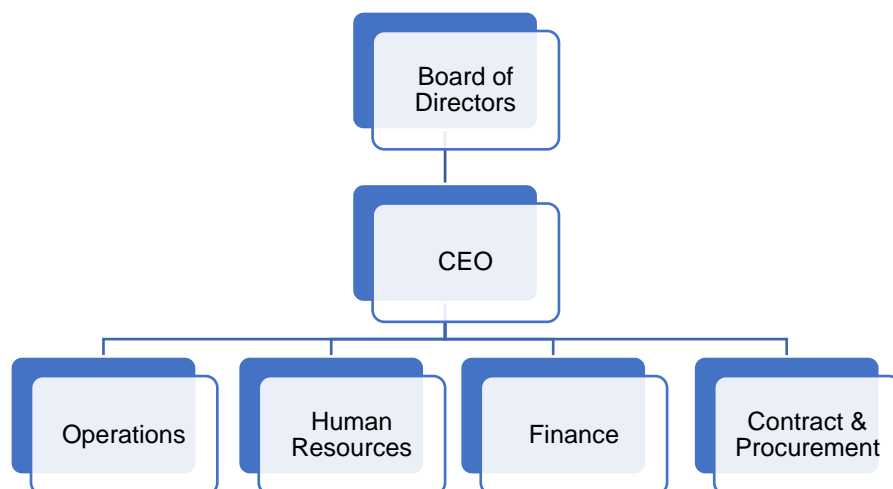 Board of
Directors
CEO
Operations
Human
Resources
Finance
Contract &
Procurement